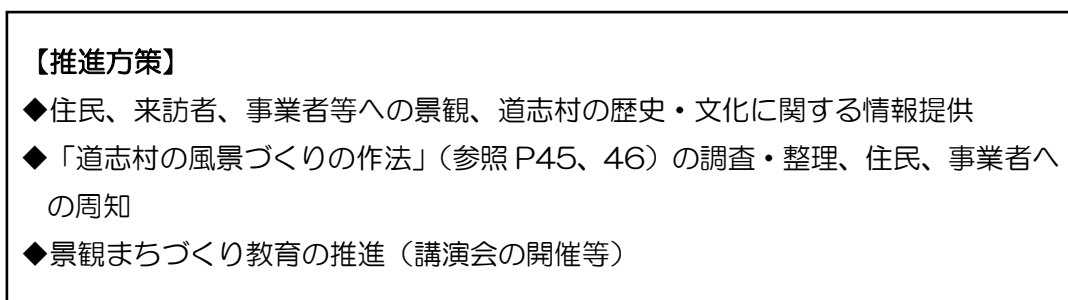 【推進方策】
◆住民、来訪者、事業者等への景観、道志村の歴史・文化に関する情報提供
◆「道志村の風景づくりの作法」（参照 P45、46）の調査・整理、住民、事業者へ
の周知
◆景観まちづくり教育の推進（講演会の開催等）